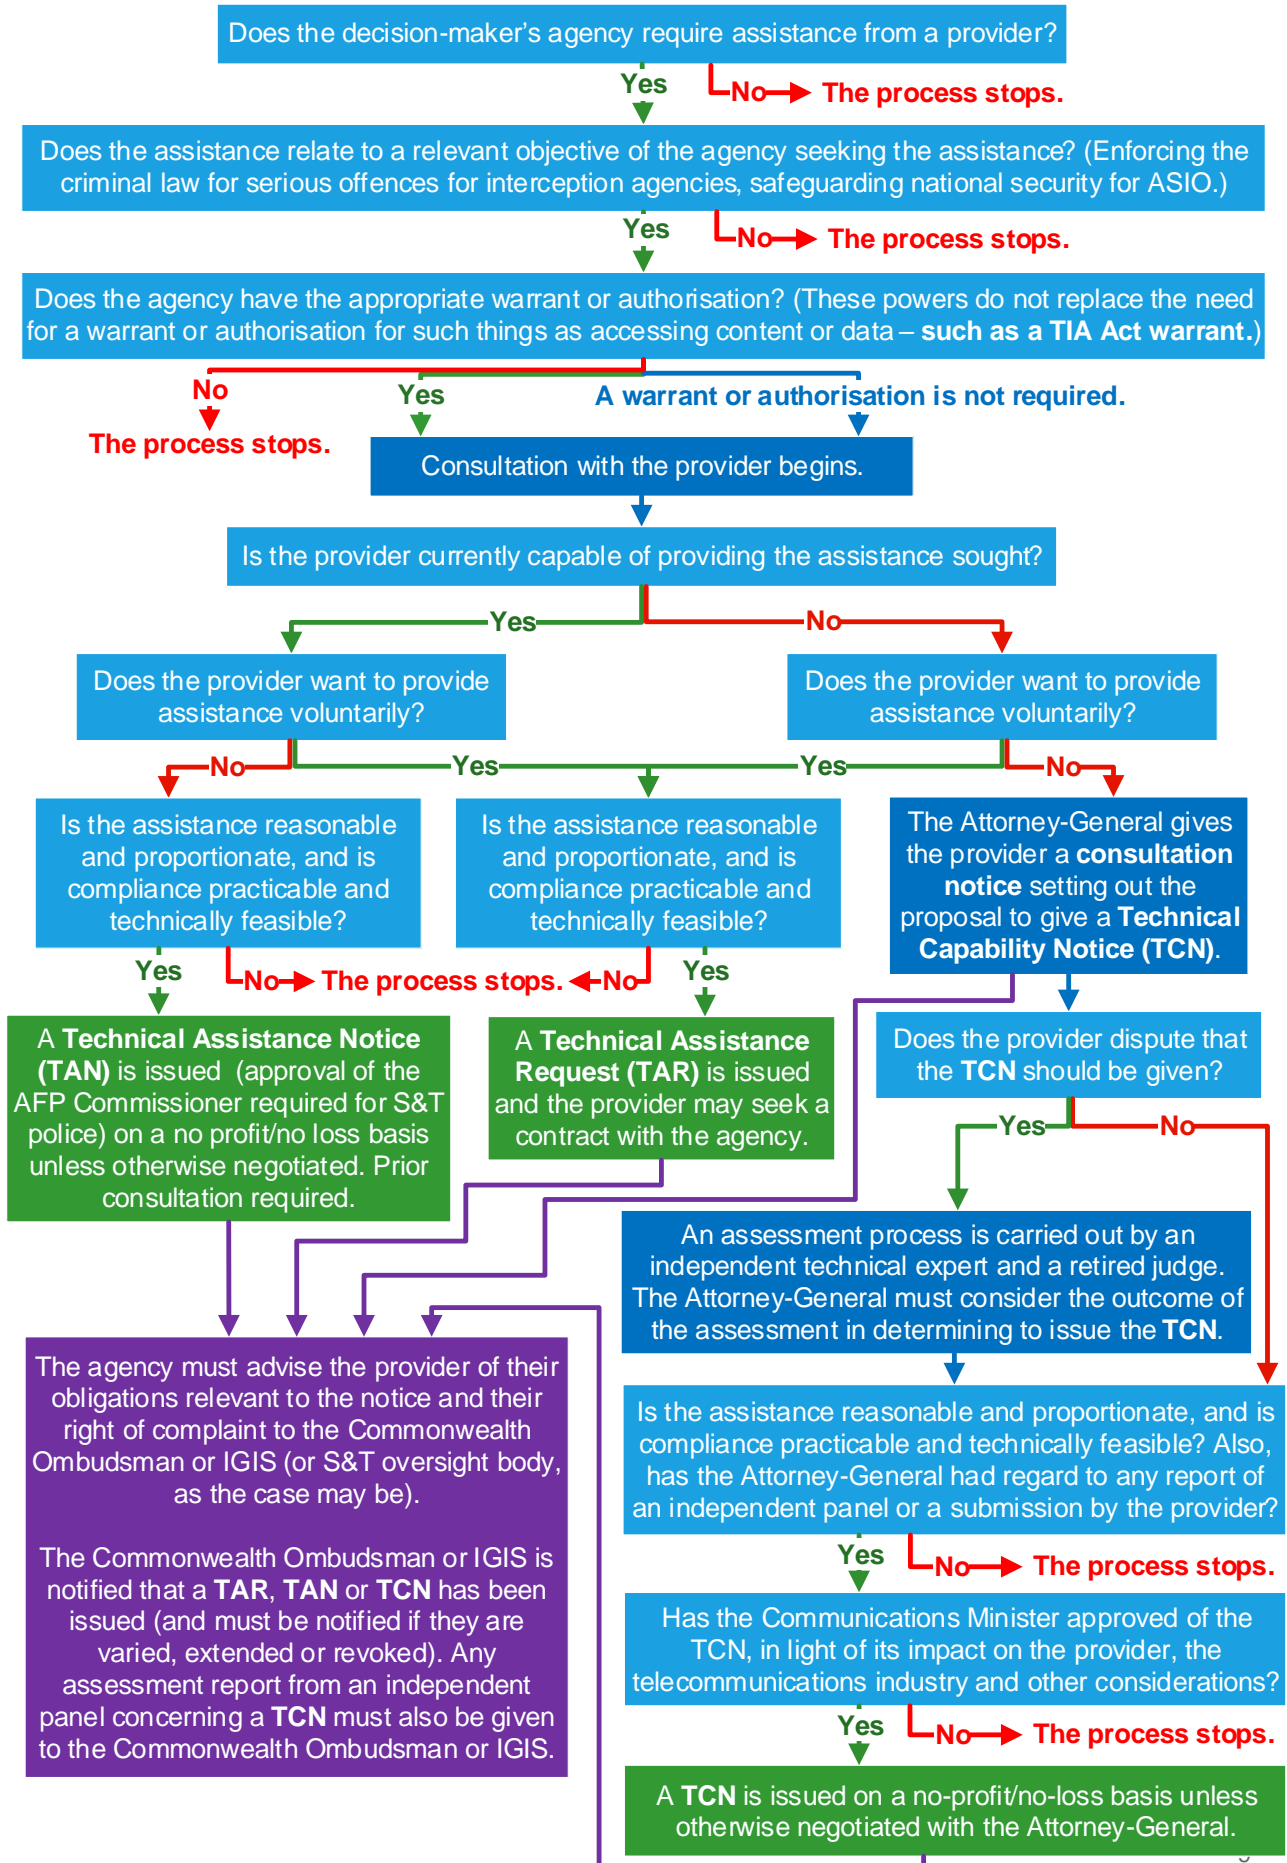 Does the decision-maker's agency require assistance from a provider?
Yes
No
The process stops.
Does the assistance relate to a relevant objective of the agency seeking the assistance? (Enforcing the
criminal law for serious offences for interception agencies, safeguarding national security for ASIO.)
Yes
No
The process stops.
Does the agency have the appropriate warrant or authorisation? (These powers do not replace the need
for a warrant or authorisation for such things as accessing content or data – such as a TIA Act warrant.)
No
Yes
A warrant or authorisation is not required.
The process stops.
Consultation with the provider begins.
Is the provider currently capable of providing the assistance sought?
Yes
No
Does the provider want to provide
assistance voluntarily?
Does the provider want to provide
assistance voluntarily?
No
Yes
Yes
No
Is the assistance reasonable
and proportionate, and is
compliance practicable and
technically feasible?
Is the assistance reasonable
and proportionate, and is
compliance practicable and
technically feasible?
The Attorney-General gives
the provider a consultation
notice setting out the
proposal to give a Technical
Capability Notice (TCN).
Yes
No
The process stops.
No
Yes
A Technical Assistance Notice
(TAN) is issued (approval of the
AFP Commissioner required for S&T
police) on a no profit/no loss basis
unless otherwise negotiated. Prior
consultation required.
A Technical Assistance
Request (TAR) is issued
and the provider may seek a
contract with the agency.
Does the provider dispute that
the TCN should be given?
Yes
No
An assessment process is carried out by an
independent technical expert and a retired judge.
The Attorney-General must consider the outcome of
the assessment in determining to issue the TCN.
The agency must advise the provider of their
obligations relevant to the notice and their
right of complaint to the Commonwealth
Ombudsman or IGIS (or S&T oversight body,
as the case may be).
The Commonwealth Ombudsman or IGIS is
notified that a TAR, TAN or TCN has been
issued (and must be notified if they are
varied, extended or revoked). Any
assessment report from an independent
panel concerning a TCN must also be given
to the Commonwealth Ombudsman or IGIS.
Is the assistance reasonable and proportionate, and is
compliance practicable and technically feasible? Also,
has the Attorney-General had regard to any report of
an independent panel or a submission by the provider?
Yes
No
The process stops.
Has the Communications Minister approved of the
TCN, in light of its impact on the provider, the
telecommunications industry and other considerations?
Yes
No
The process stops.
A TCN is issued on a no-profit/no-loss basis unless
otherwise negotiated with the Attorney-General.